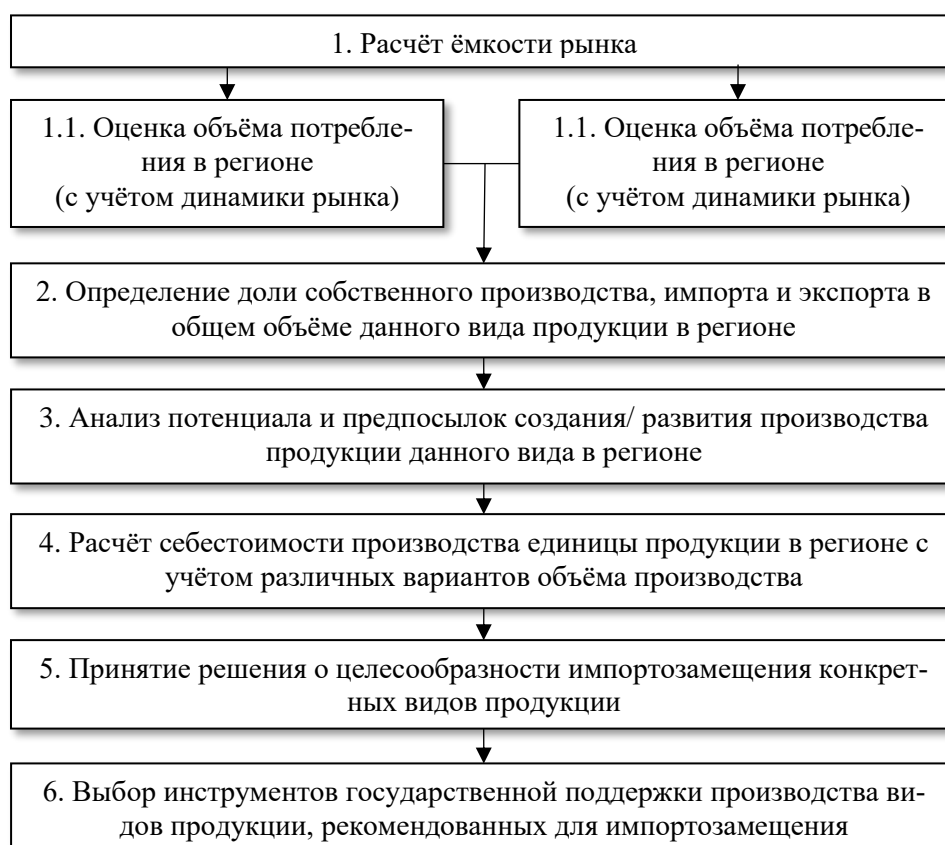 1. Расчёт ёмкости рынка
1.1. Оценка объёма потребле-
ния в регионе
(с учётом динамики рынка)
1.1. Оценка объёма потребле-
ния в регионе
(с учётом динамики рынка)
2. Определение доли собственного производства, импорта и экспорта в
общем объёме данного вида продукции в регионе
3. Анализ потенциала и предпосылок создания/ развития производства
продукции данного вида в регионе
4. Расчёт себестоимости производства единицы продукции в регионе с
учётом различных вариантов объёма производства
5. Принятие решения о целесообразности импортозамещения конкрет-
ных видов продукции
6. Выбор инструментов государственной поддержки производства ви-
дов продукции, рекомендованных для импортозамещения